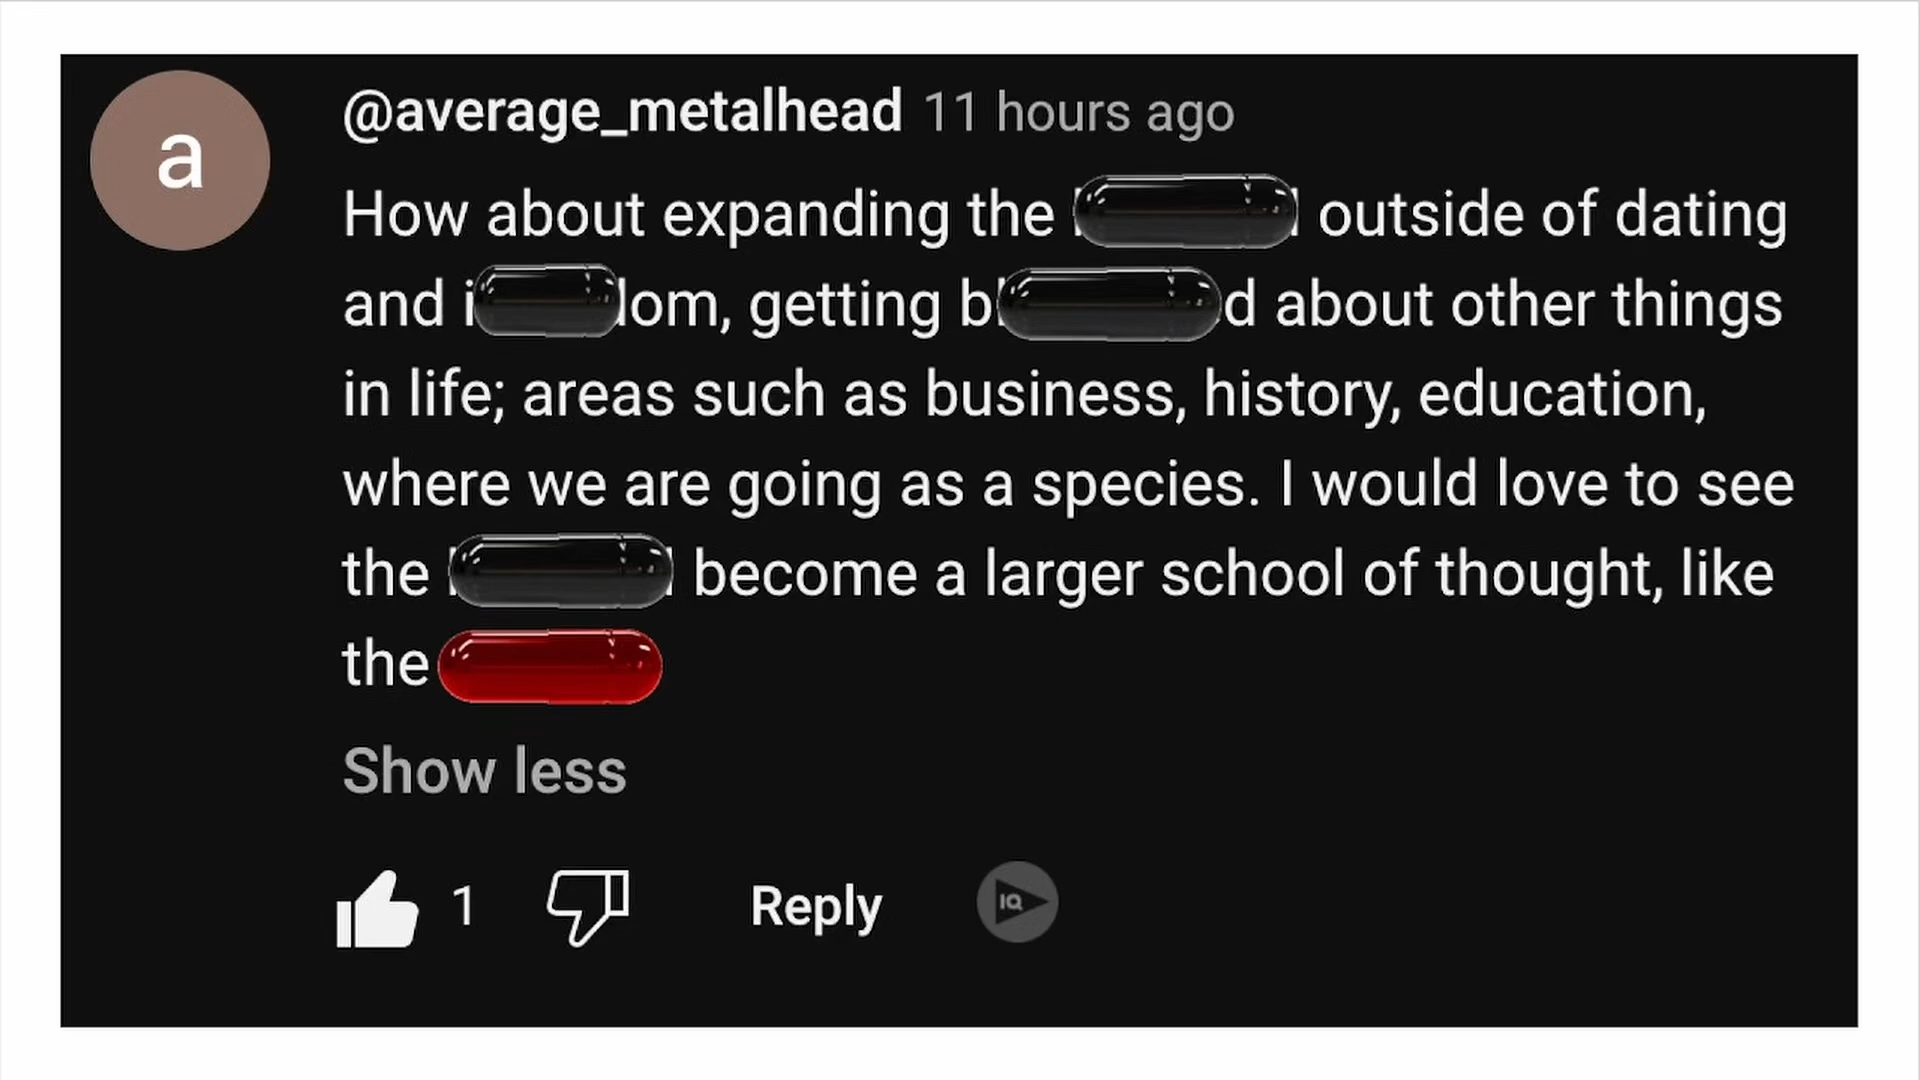 a
@average_metalhead 11 hours ago
How about expanding the outside of dating
and getting about other things
in life; areas such as business, history, education,
where we are going as a species. I would love to see
the become a larger school of thought, like
the
Show less
1 Reply IQ